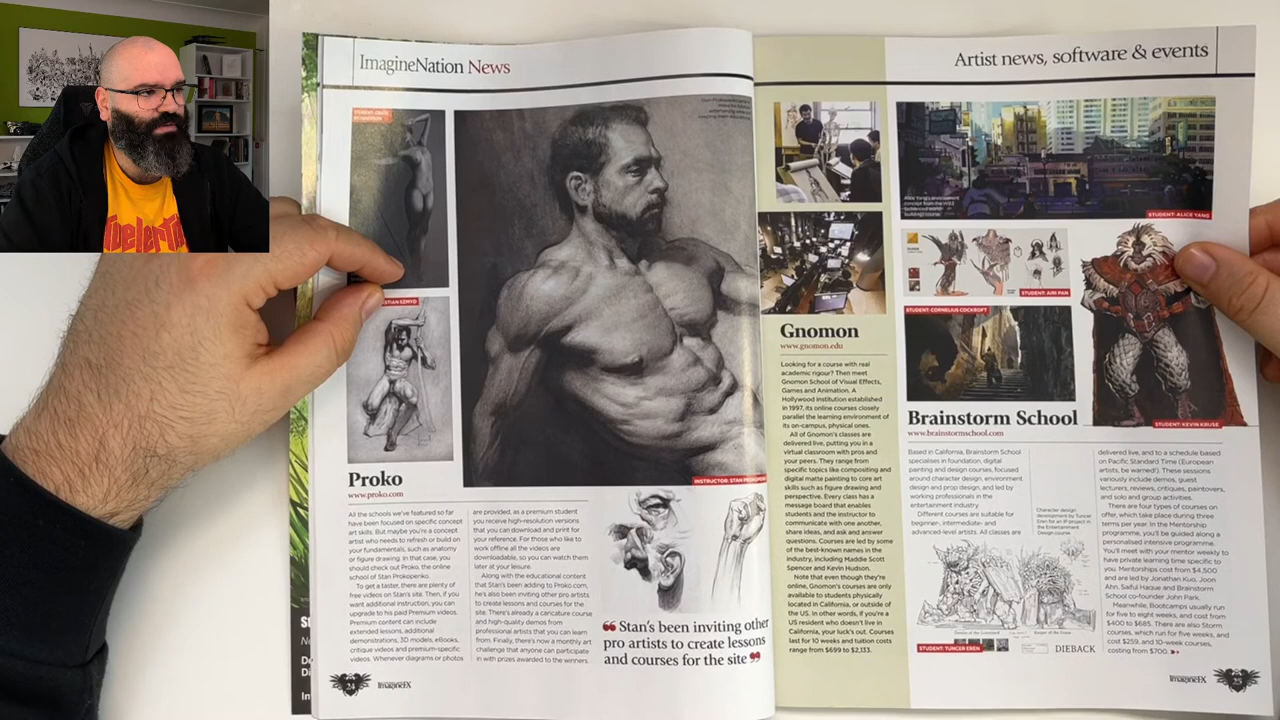 ImagineNation News
STUDENT:
INSTRUCTOR: STAN
Proko
www.proko.com
All the schools we've featured so far
have been focused on specific concept
art skills. But maybe you're a concept
artist who needs to refresh or build on
your fundamentals, such as anatomy
or figure drawing. In that case, you
should check out Proko, the online
school of Stan Prokopenko.
To get a taster, there are plenty of
free videos on Stan's site. Then, if you
want additional instruction, you can
upgrade to his paid Premium videos.
Premium content can include
extended lessons, additional
demonstrations, 3D models, eBooks,
critique videos and premium-specific
videos. Whenever diagrams or photos
are provided, as a premium student
you receive high-resolution versions
that you can download and print for
your reference. For those who like to
work offline all the videos are
downloadable, so you can watch them
later at your leisure.
Along with the educational content
that Stan's been adding to Proko.com,
he's also been inviting other pro artists
to create lessons and courses for the
site. There's already a caricature course
and high-quality demos from
professional artists that you can learn
from. Finally, there's now a monthly art
challenge that anyone can participate
in with prizes awarded to the winners.
❝ Stan's been inviting other
pro artists to create lessons
and courses for the site ❞
24
ImagineFX
Artist news, software & events
Gnomon
www.gnomon.edu
Looking for a course with real
academic rigour? Then meet
Gnomon School of Visual Effects,
Games and Animation. A
Hollywood institution established
in 1997, its online courses closely
parallel the learning environment of
its on-campus, physical ones.
All of Gnomon's classes are
delivered live, putting you in a
virtual classroom with pros and
your peers. They range from
specific topics like compositing and
digital matte painting to core art
skills such as figure drawing and
perspective. Every class has a
message board that enables
students and the instructor to
communicate with one another,
share ideas, and ask and answer
questions. Courses are led by some
of the best-known names in the
industry, including Maddie Scott
Spencer and Kevin Hudson.
Note that even though they're
online, Gnomon's courses are only
available to students physically
located in California, or outside of
the US. In other words, if you're a
US resident who doesn't live in
California, your luck's out. Courses
last for 10 weeks and tuition costs
range from $699 to $2,133.
STUDENT: ALICE YANG
STUDENT: AIRI PAN
STUDENT: CORNELIUS COCKROFT
STUDENT: KEVIN KRUSE
Brainstorm School
www.brainstormschool.com
Based in California, Brainstorm School
specialises in foundation, digital
painting and design courses, focused
around character design, environment
design and prop design, and led by
working professionals in the
entertainment industry.
Different courses are suitable for
beginner-, intermediate- and
advanced-level artists. All classes are
Character design
development by Tuncer
Eren for an IP project in
the Entertainment
Design course.
STUDENT: TUNCER EREN
DIEBACK
delivered live, and to a schedule based
on Pacific Standard Time (European
artists, be warned!). These sessions
variously include demos, guest
lecturers, reviews, critiques, paintovers,
and solo and group activities.
There are four types of courses on
offer, which take place during three
terms per year. In the Mentorship
programme, you'll be guided along a
personalised intensive programme.
You'll meet with your mentor weekly to
have private learning time specific to
you. Mentorships cost from $4,500
and are led by Jonathan Kuo, Joon
Ahn, Saiful Haque and Brainstorm
School co-founder John Park.
Meanwhile, Bootcamps usually run
for five to eight weeks, and cost from
$400 to $685. There are also Storm
courses, which run for five weeks, and
cost $259, and 10-week courses,
costing from $700.
ImagineFX
25